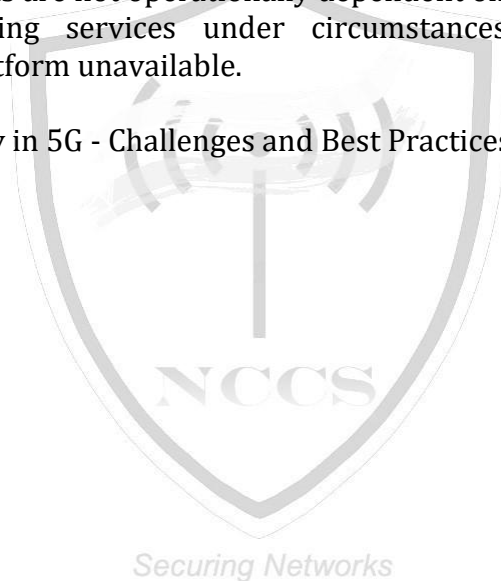 are not operationally dependent on
ing services under circumstances
tform unavailable.
y in 5G - Challenges and Best Practices
NCCS
Securing Networks